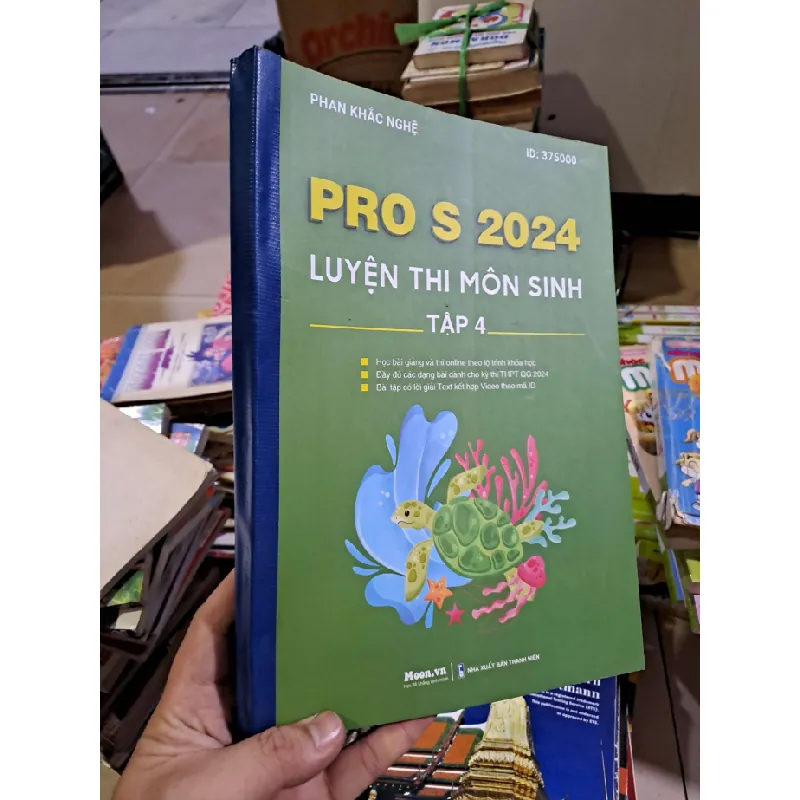 Orchi
PHAN KHẮC NGHỆ
ID: 375000
PRO S 2024
LUYỆN THI MÔN SINH
TẬP 4
Học bài giảng và thi online theo lộ trình khóa học
Đầy đủ các dạng bài dành cho kỳ thi THPT QG 2024
Bài tập có lời giải Text kết hợp Video theo mã ID
Moon.vn
NHÀ XUẤT BẢN THANH NIÊN